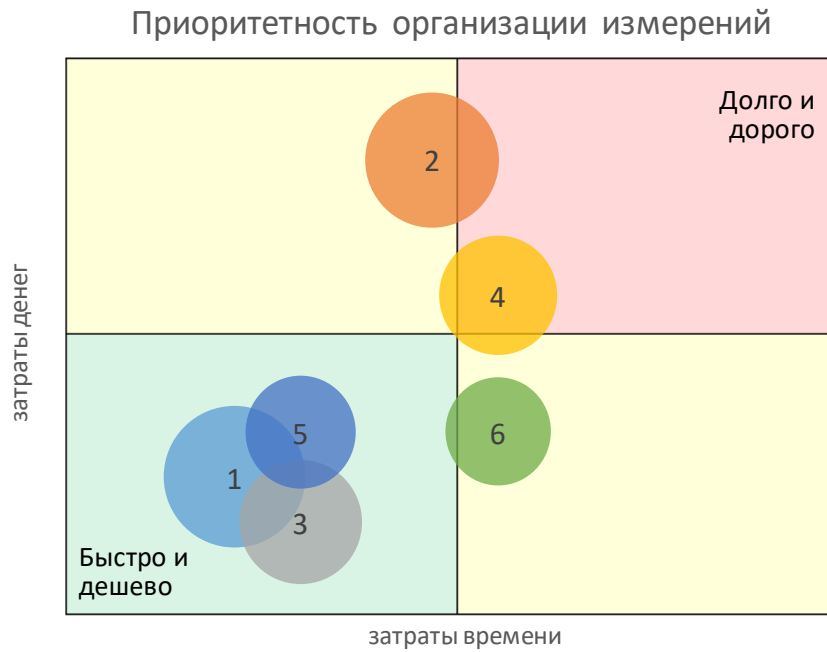 Приоритетность организации измерений
Долго и
дорого
2
4
затраты денег
5
6
1
3
Быстро и
дешево
затраты времени